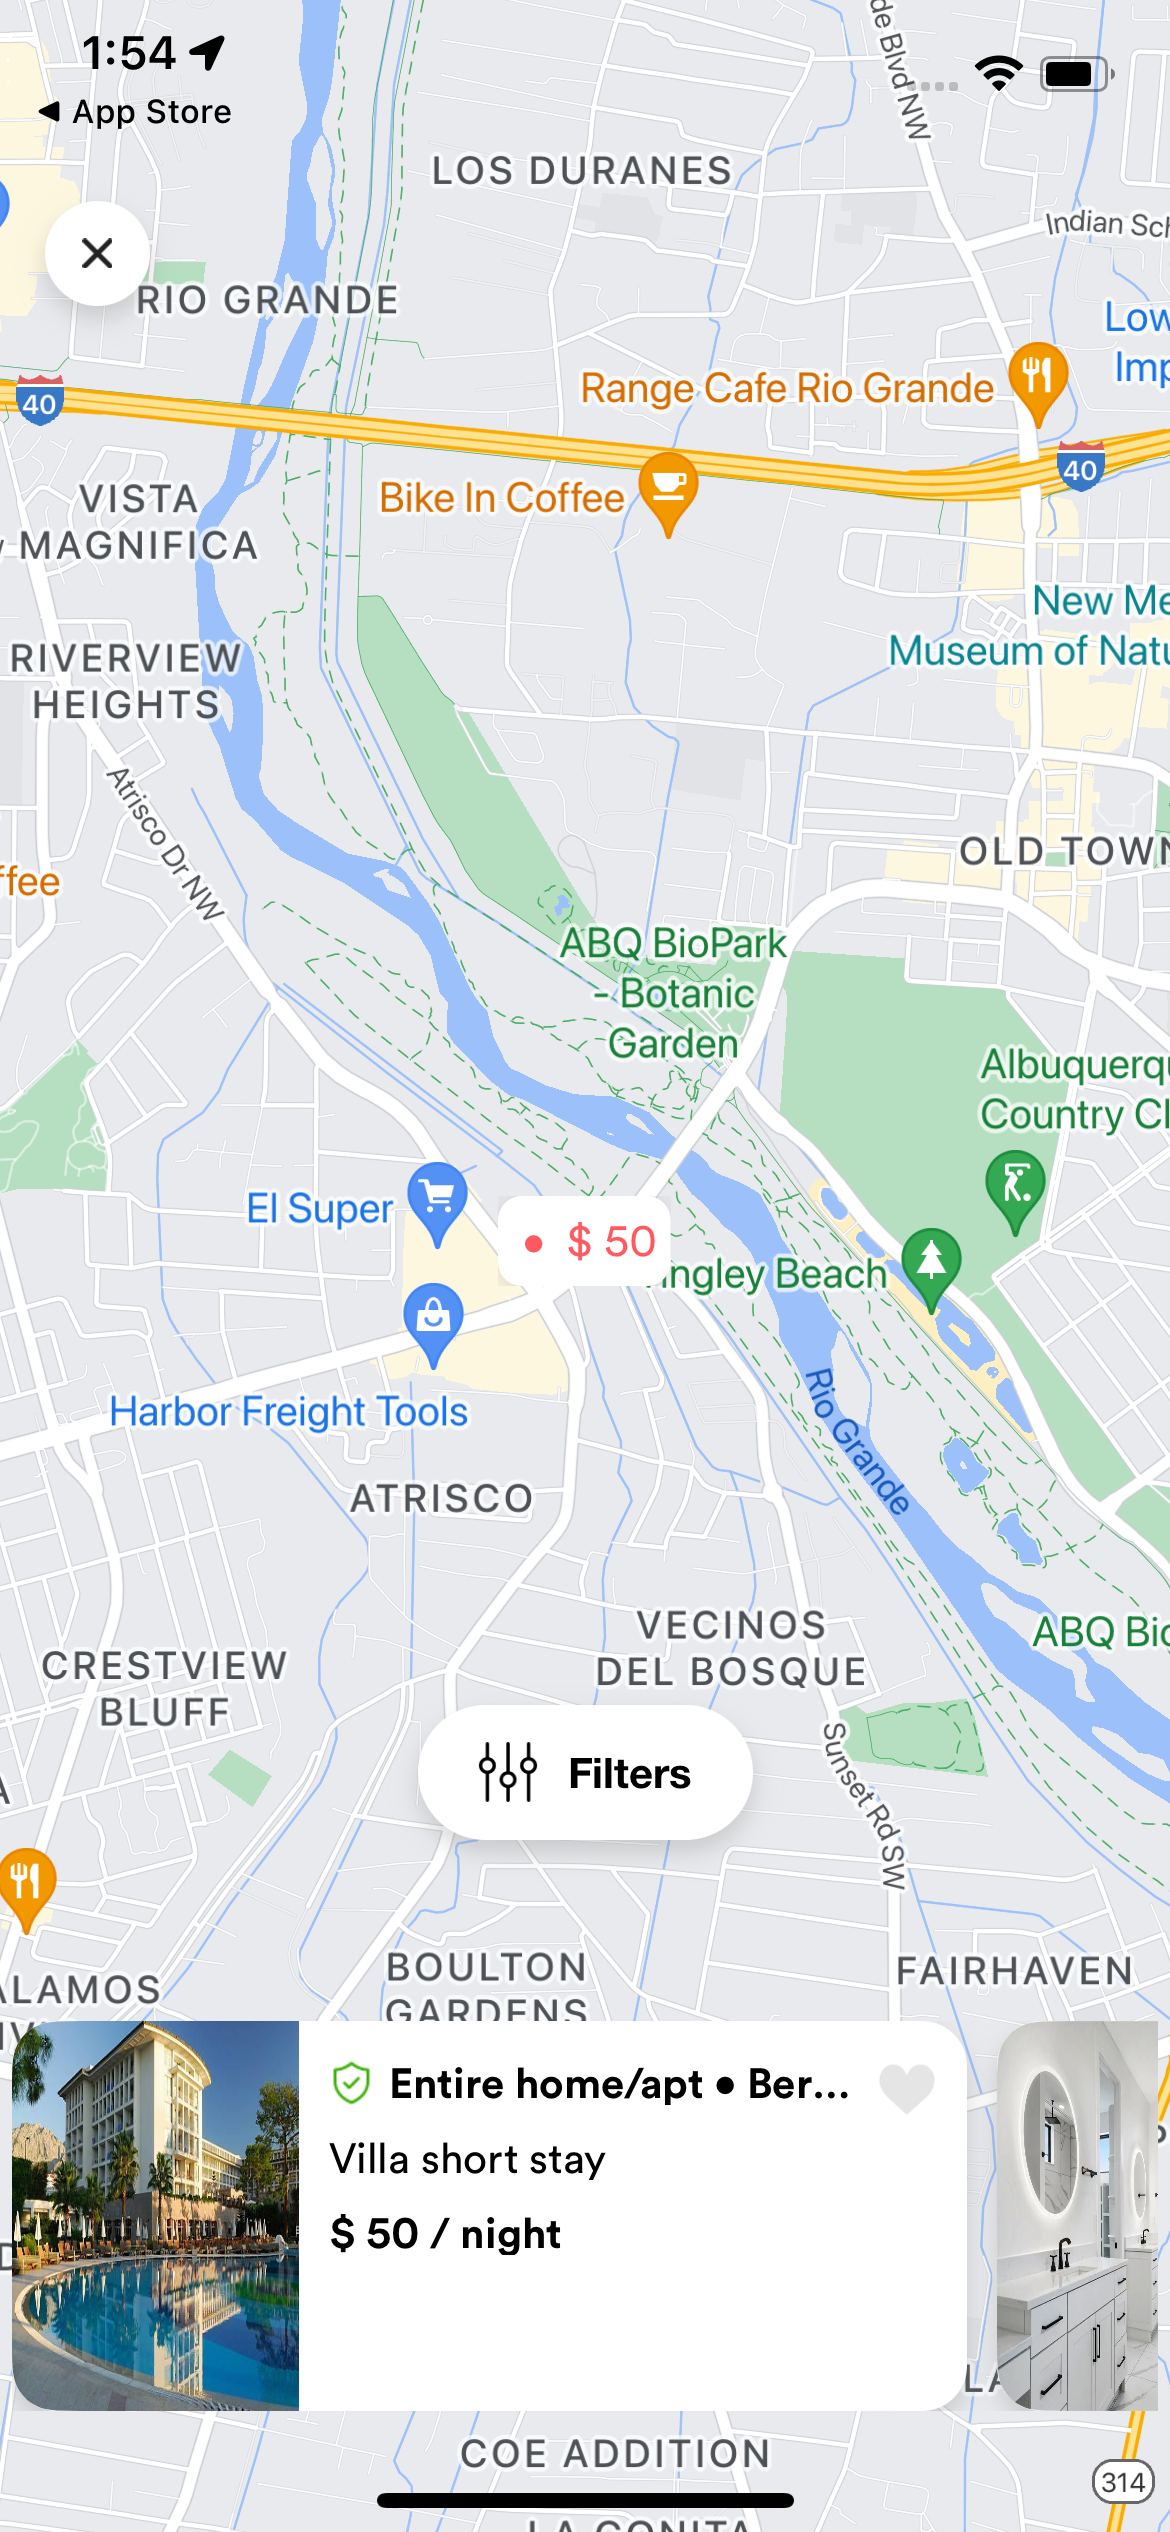 1:54
App Store
de Blvd NW
LOS DURANES
Indian Sch
RIO GRANDE
Low
Imp
Range Cafe Rio Grande
40
40
Bike In Coffee
VISTA
MAGNIFICA
New Me
Museum of Natu
RIVERVIEW
HEIGHTS
Atrisco Dr NW
OLD TOWN
ffee
ABQ BioPark
- Botanic
Garden
Albuquerqu
Country Cl
El Super
$ 50
ingley Beach
Harbor Freight Tools
Rio Grande
ATRISCO
VECINOS
DEL BOSQUE
ABQ Bio
CRESTVIEW
BLUFF
Filters
Sunset Rd SW
BOULTON
GARDENS
FAIRHAVEN
ALAMOS
Entire home/apt • Ber...
Villa short stay
$ 50 / night
LA
COE ADDITION
314